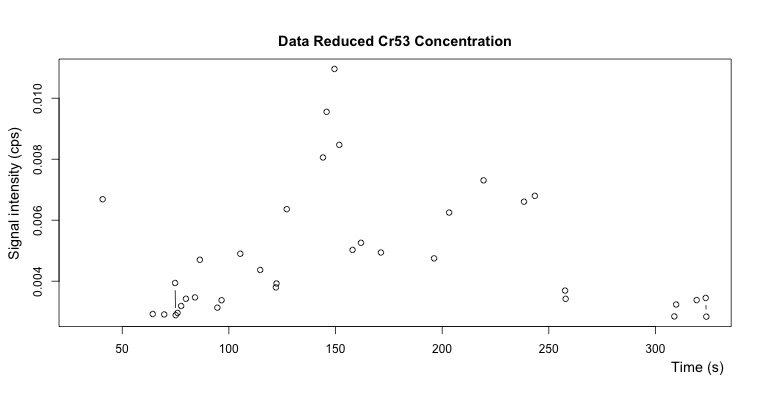 Data Reduced Cr53 Concentration
Signal intensity (cps)
0.010
0.008
0.006
0.004
50 100 150 200 250 300
Time (s)